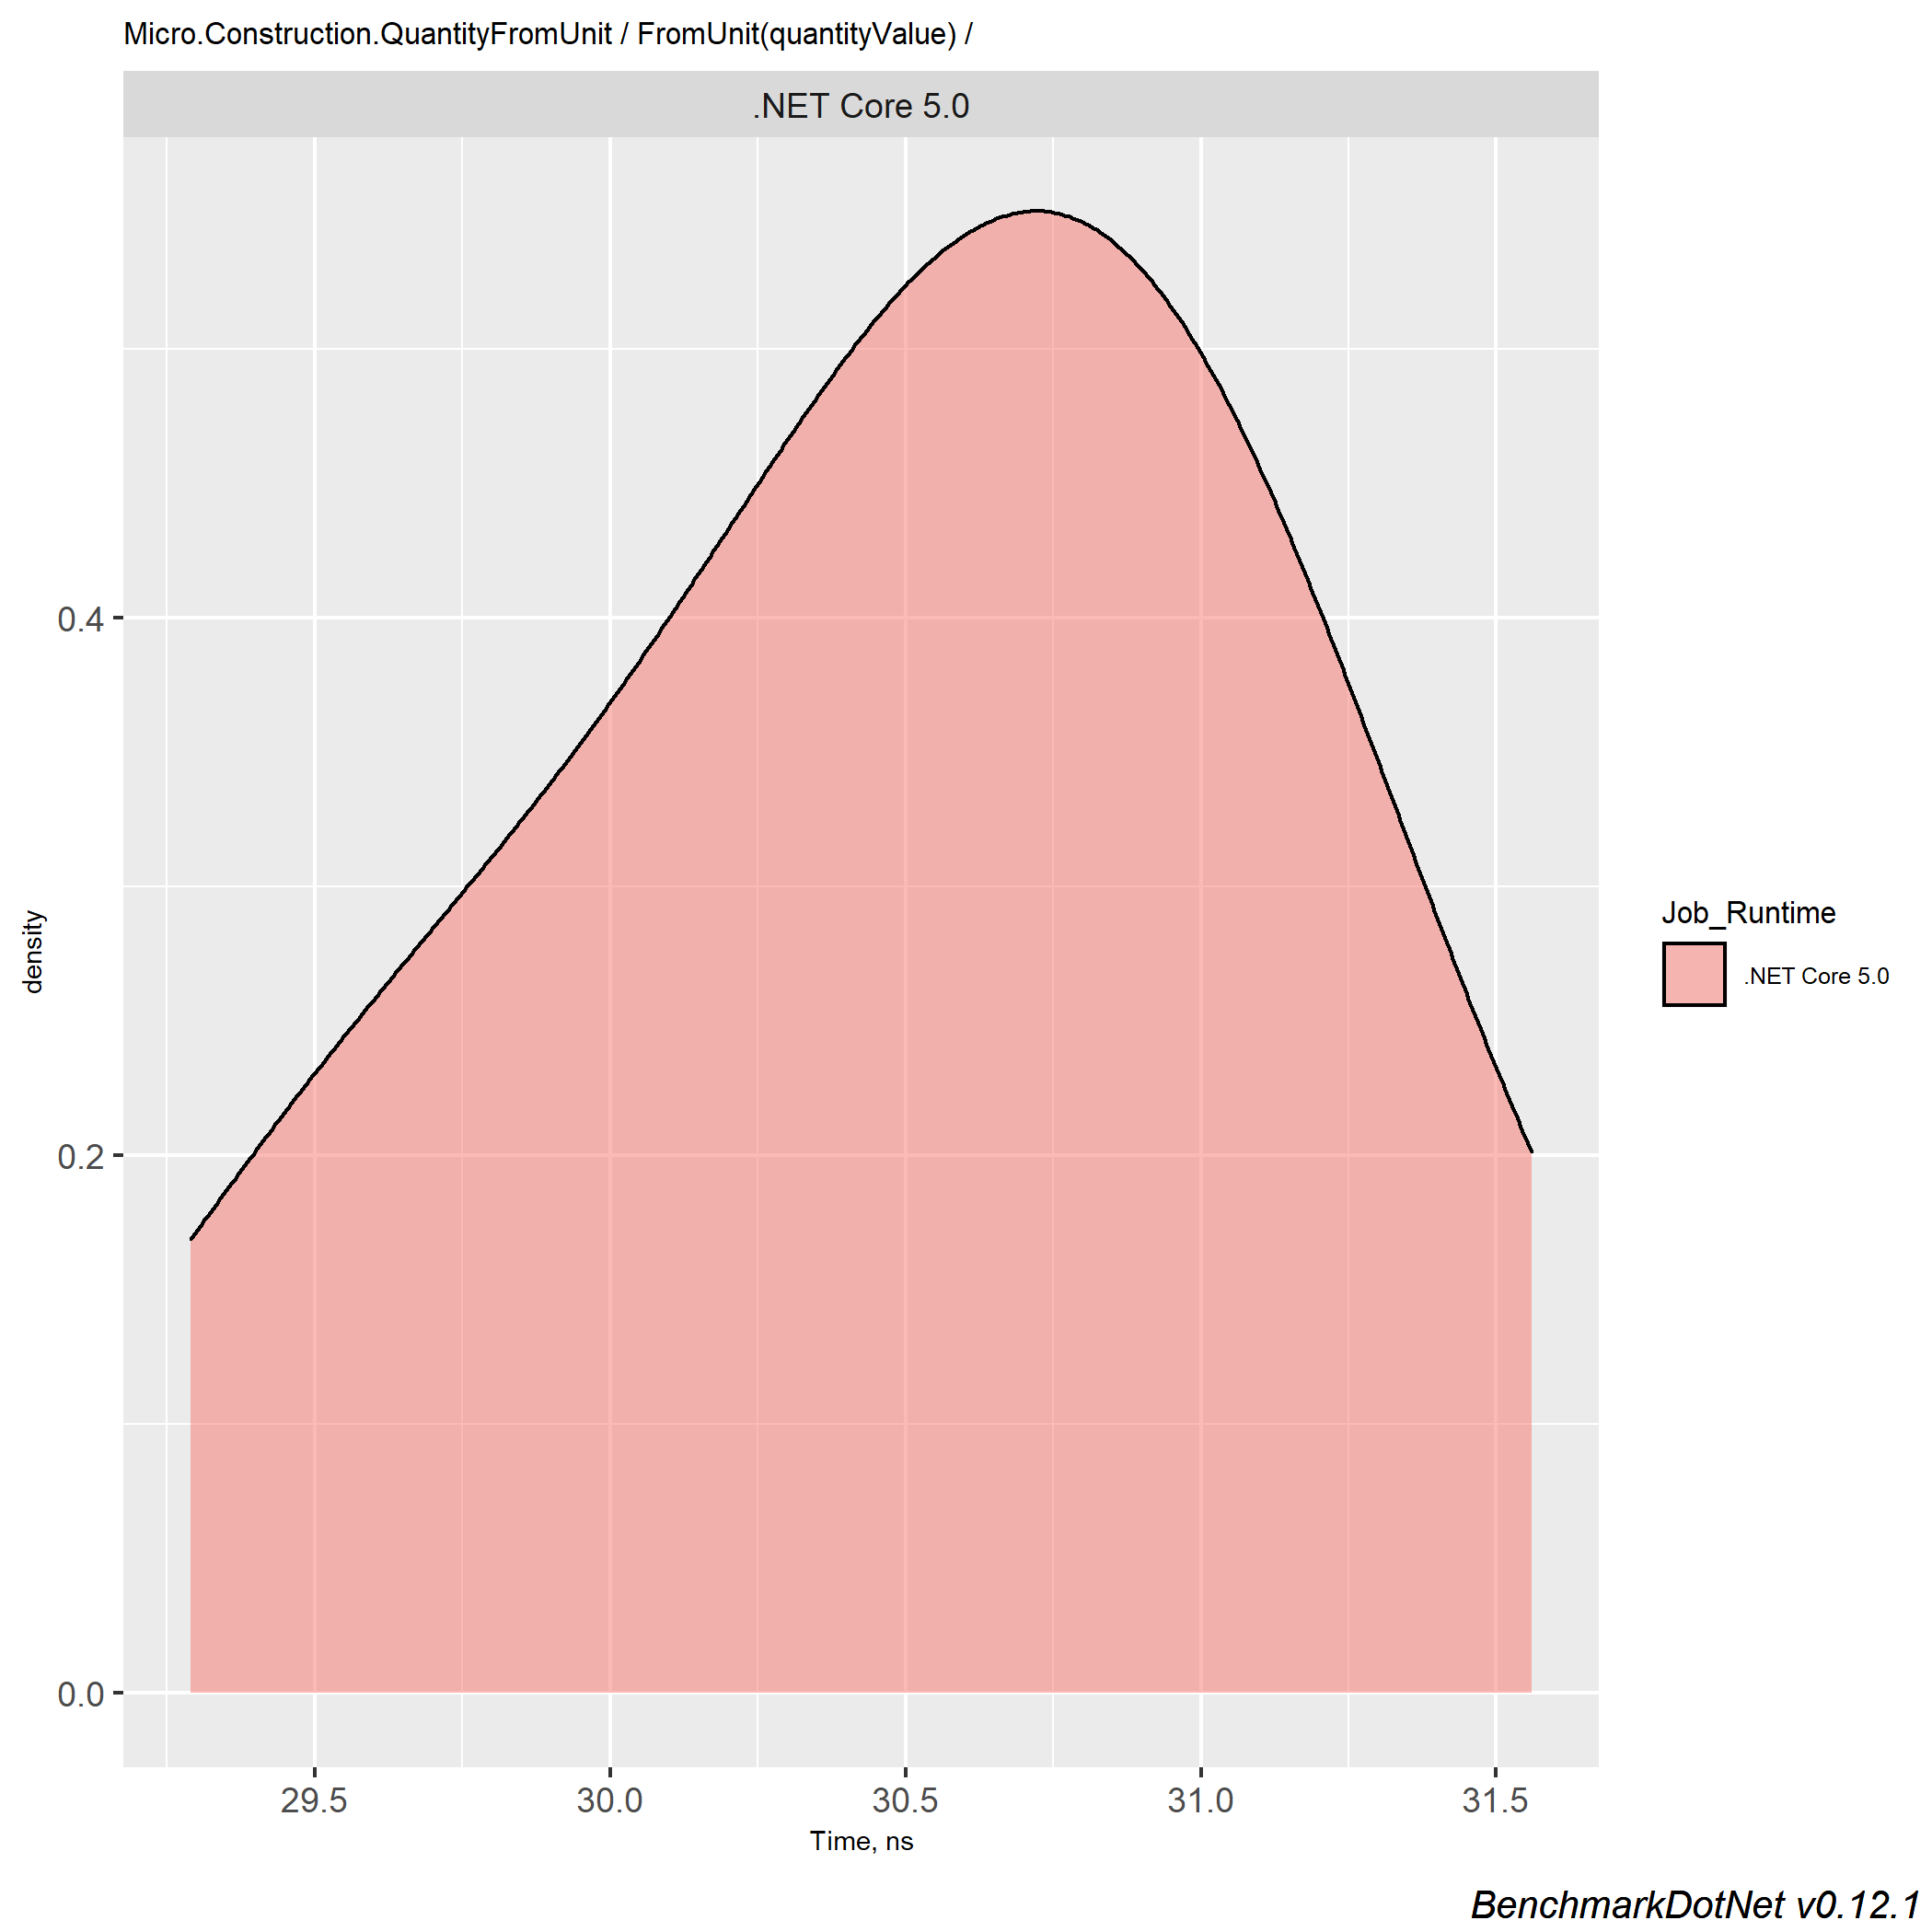 Micro.Construction.QuantityFromUnit / FromUnit(quantityValue) /
.NET Core 5.0
0.4
0.2
0.0
density
29.5 30.0 30.5 31.0 31.5
Time, ns
Job_Runtime
.NET Core 5.0
BenchmarkDotNet v0.12.1